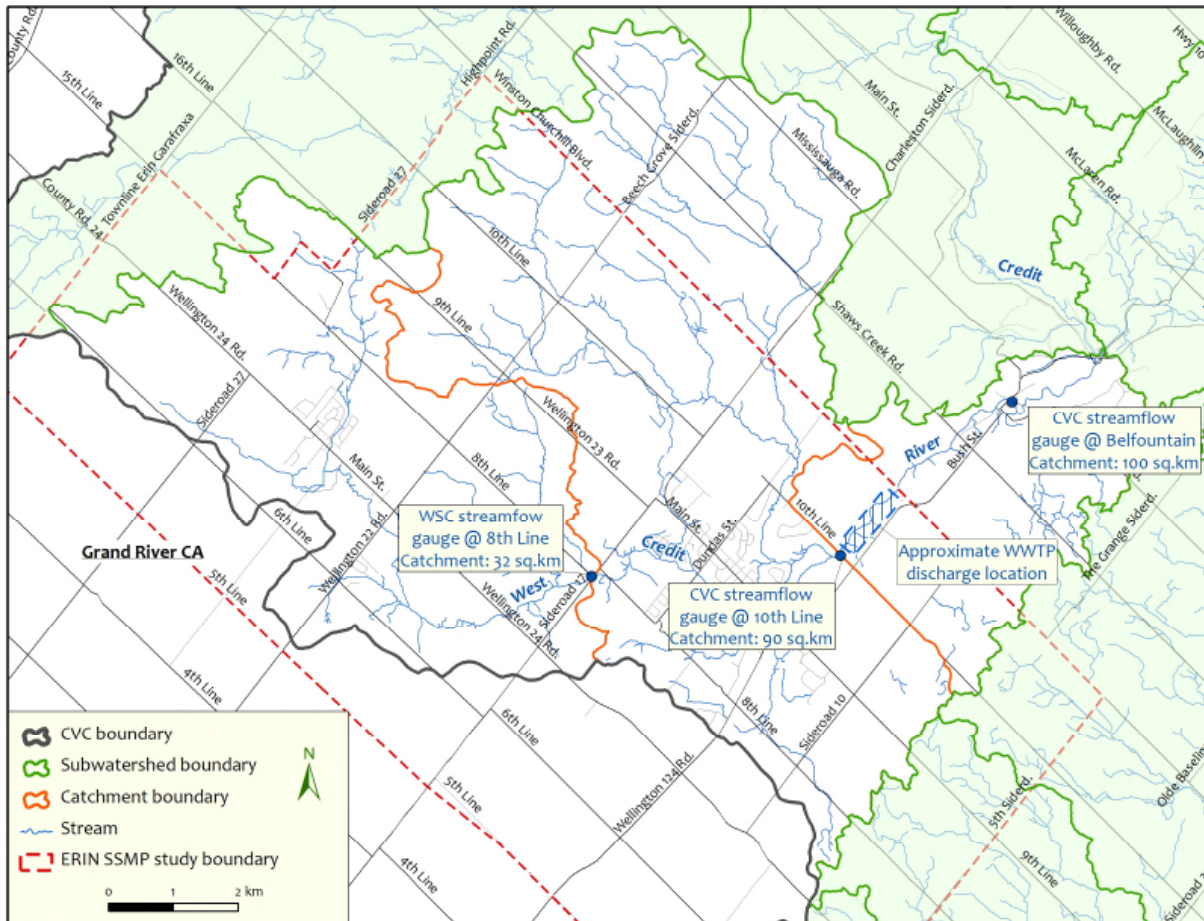 County Rd.
16th Line
15th Line
Highpoint Rd.
Winston Churchill Blvd.
Willoughby Rd.
Hwy 10
Main St.
McLaughlin
Charleston Siderd.
McLaren Rd.
Mississauga Rd.
Beech Grove Siderd.
Townline Erin Garafraxa
County Rd. 24
Sideroad 27
10th Line
Credit
9th Line
Wellington 24 Rd.
Shaws Creek Rd.
Sideroad 27
Wellington 23 Rd.
River
Bush St.
CVC streamflow
gauge @ Belfountain
Catchment: 100 sq.km
Main St.
8th Line
Main St.
Dundas St.
10th Line
The Grange Siderd.
6th Line
WSC streamfow
gauge @ 8th Line
Catchment: 32 sq.km
Credit
Approximate WWTP
discharge location
Grand River CA
5th Line
Wellington 22 Rd.
West
Sideroad 17
Wellington 24 Rd.
CVC streamflow
gauge @ 10th Line
Catchment: 90 sq.km
4th Line
8th Line
Sideroad 10
6th Line
Wellington 124 Rd.
5th Line
4th Line
5th Siderd.
Olde Baselin
9th Line
Sideroad
CVC boundary
Subwatershed boundary
Catchment boundary
Stream
ERIN SSMP study boundary
N
0 1 2 km